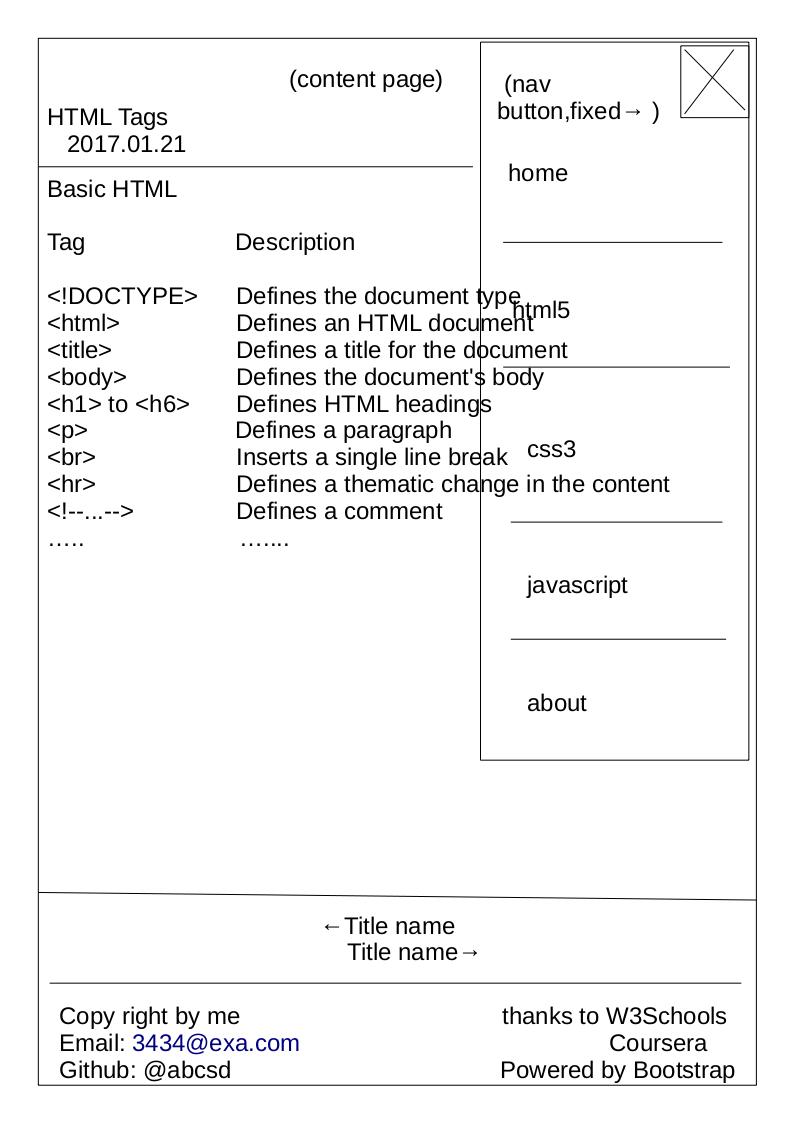 (content page)
(nav
button,fixed→ )
HTML Tags
2017.01.21
home
Basic HTML
Tag Description
<!DOCTYPE> Defines the document type
html5
<html> Defines an HTML document
<title> Defines a title for the document
<body> Defines the document's body
<h1> to <h6> Defines HTML headings
<p> Defines a paragraph
css3
<br> Inserts a single line break
<hr> Defines a thematic change in the content
<!--...--> Defines a comment
..... .......
javascript
about
←Title name
Title name→
Copy right by me
Email: 3434@exa.com
Github: @abcsd
thanks to W3Schools
Coursera
Powered by Bootstrap